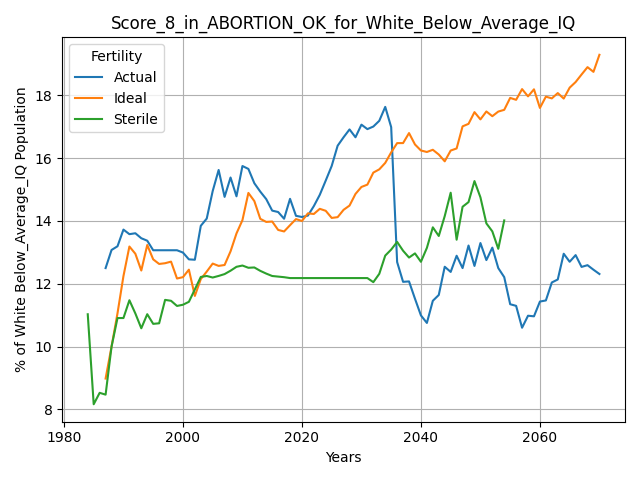 Score_8_in_ABORTION_OK_for_White_Below_Average_IQ
Fertility
Actual
Ideal
Sterile
% of White Below_Average_IQ Population
18
16
14
12
10
8
1980 2000 2020 2040 2060
Years